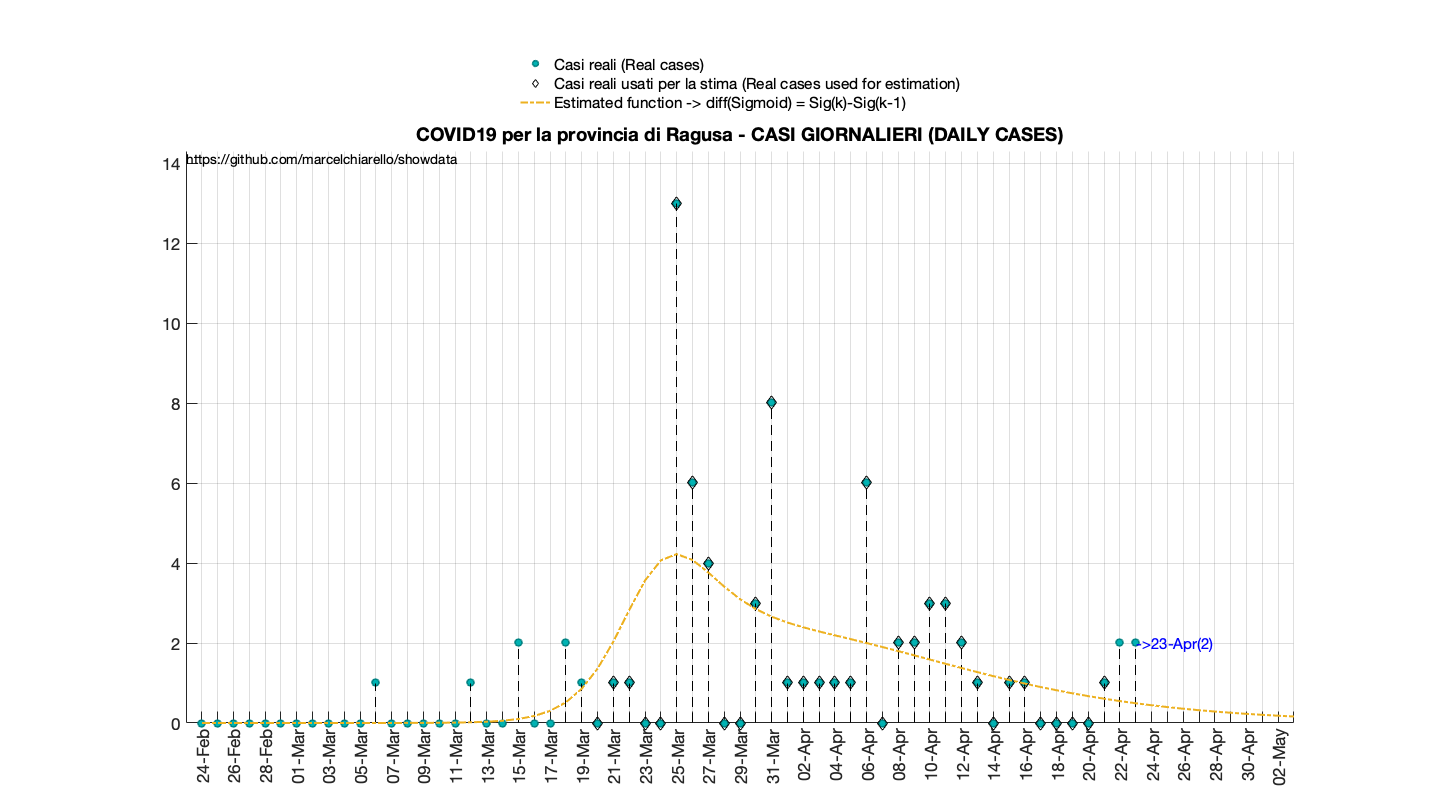 Casi reali (Real cases)
Casi reali usati per la stima (Real cases used for estimation)
Estimated function -> diff(Sigmoid) = Sig(k)-Sig(k-1)
COVID19 per la provincia di Ragusa - CASI GIORNALIERI (DAILY CASES)
https://github.com/marcelchiarello/showdata
14
12
10
8
6
4
2
0
->23-Apr(2)
24-Feb
26-Feb
28-Feb
01-Mar
03-Mar
05-Mar
07-Mar
09-Mar
11-Mar
13-Mar
15-Mar
17-Mar
19-Mar
21-Mar
23-Mar
25-Mar
27-Mar
29-Mar
31-Mar
02-Apr
04-Apr
06-Apr
08-Apr
10-Apr
12-Apr
14-Apr
16-Apr
18-Apr
20-Apr
22-Apr
24-Apr
26-Apr
28-Apr
30-Apr
02-May